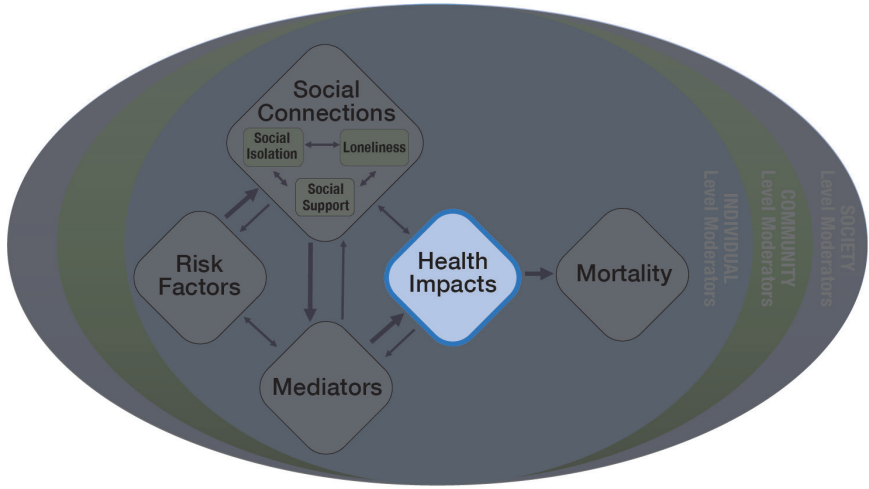 Social
Connections
Social
Isolation
Loneliness
Social
Support
Risk
Factors
Health
Impacts
Mortality
Mediators
INDIVIDUAL
Level Moderators
COMMUNITY
Level Moderators
SOCIETY
Level Moderators